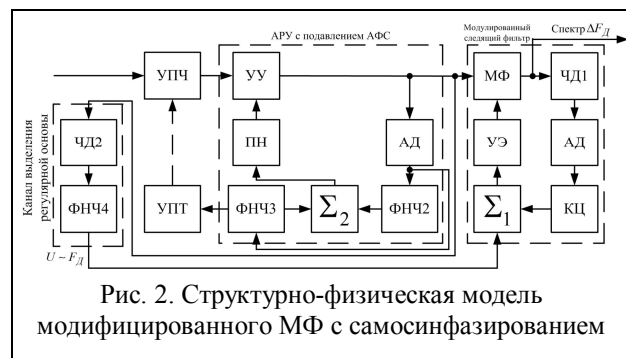 АРУ с подавлением АФС
Модулированный следящий фильтр
Спектр ΔF_Д
УПЧ
УУ
МФ
ЧД1
Канал выделения регулярной основы
ЧД2
ПН
АД
УЭ
АД
ФНЧ4
УПТ
ФНЧ3
Σ₂
ФНЧ2
Σ₁
КЦ
U ~ F_Д
Рис. 2. Структурно-физическая модель
модифицированного МФ с самосинфазированием